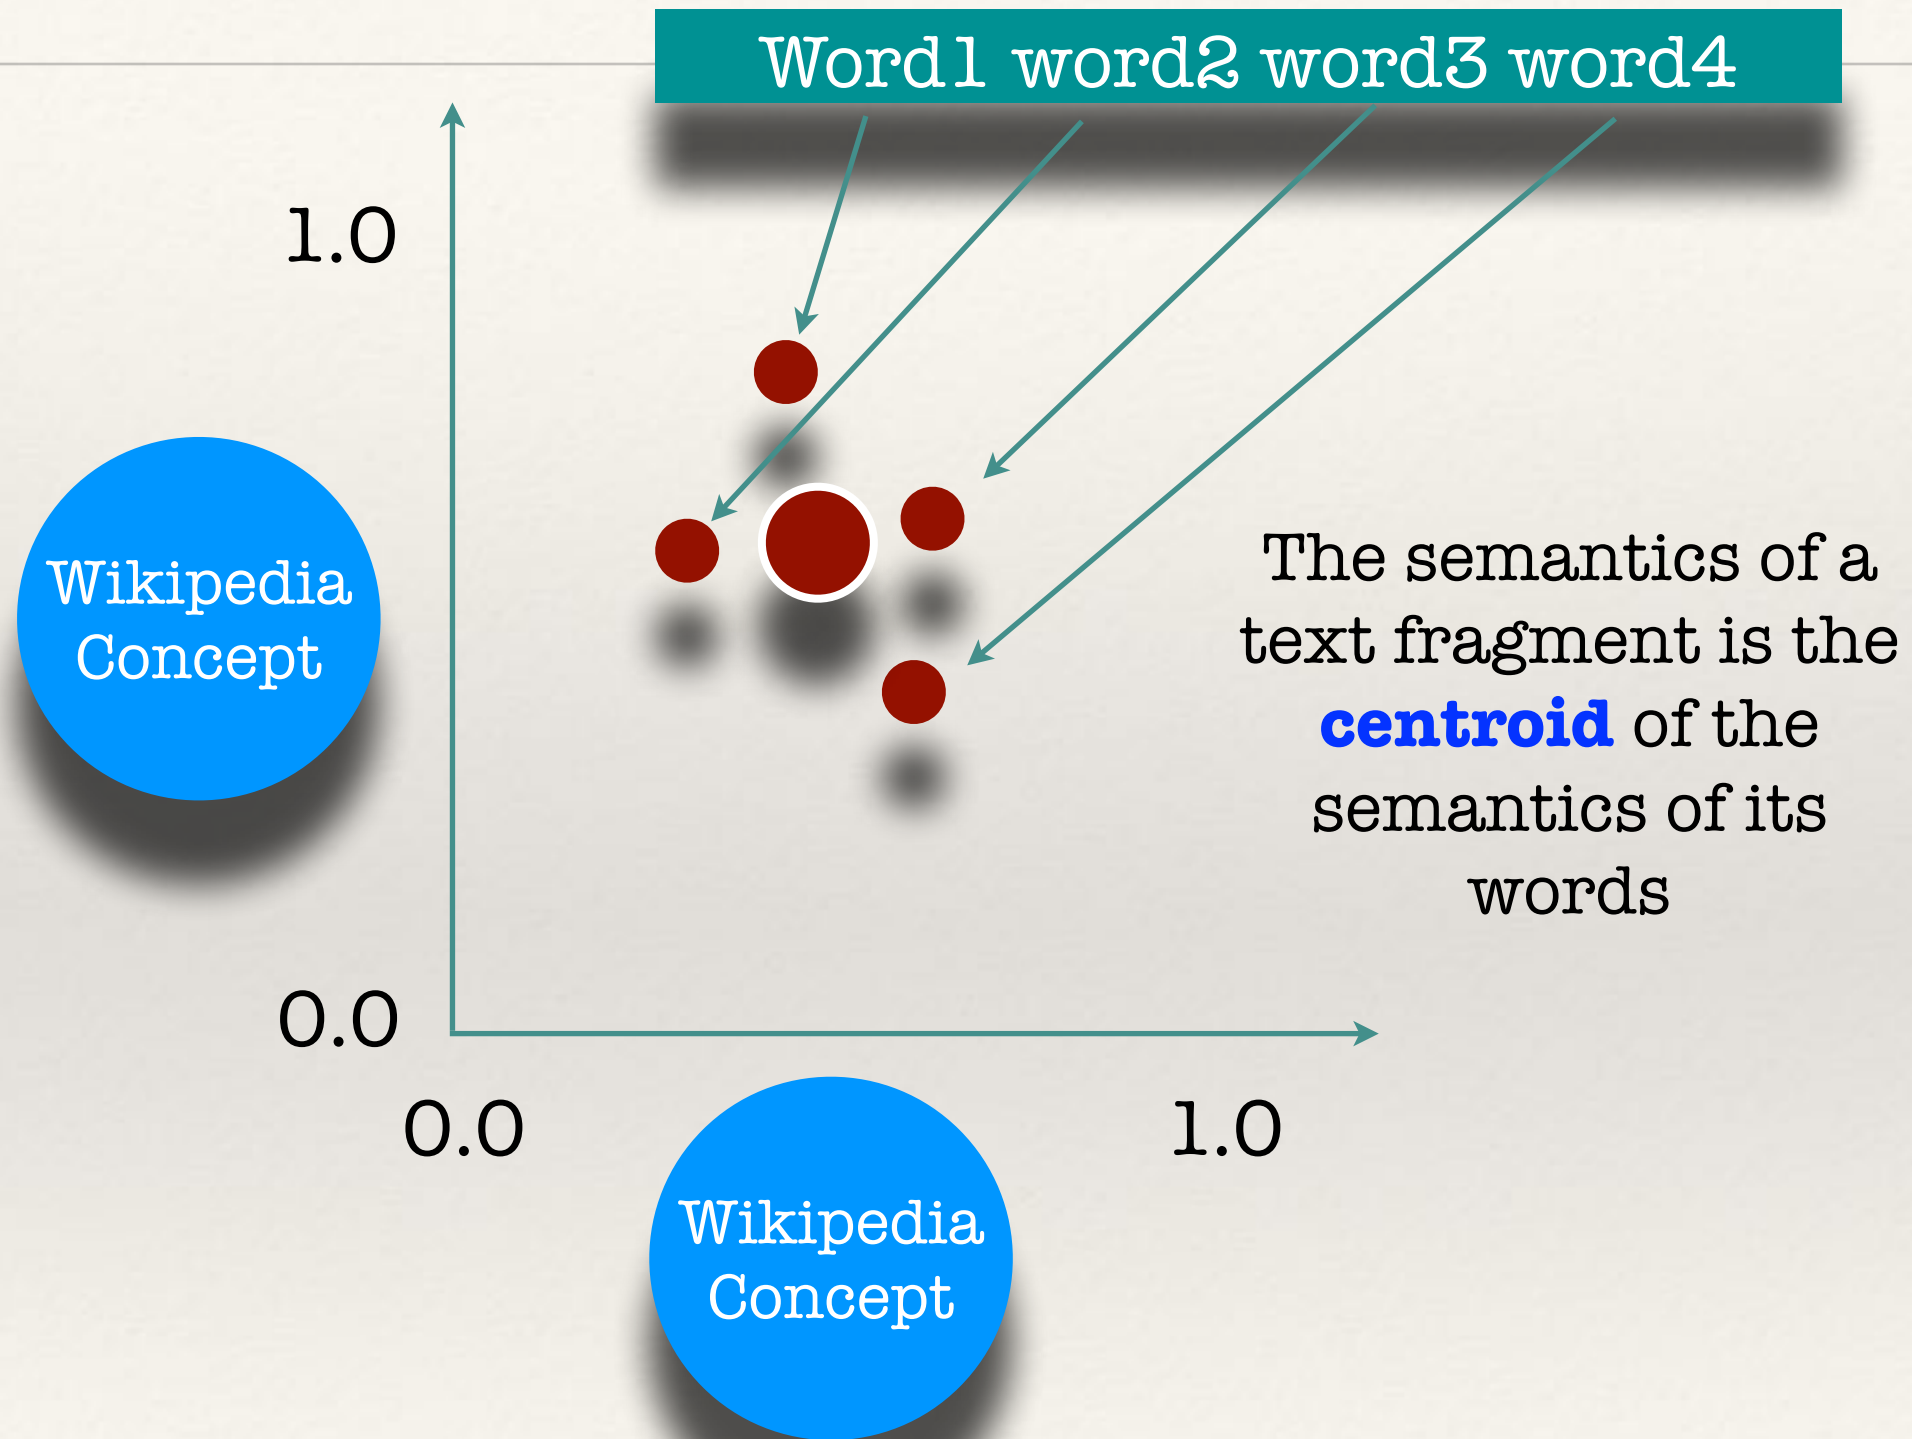 Word1 word2 word3 word4
1.0
Wikipedia
Concept
The semantics of a
text fragment is the
centroid of the
semantics of its
words
0.0
0.0
1.0
Wikipedia
Concept